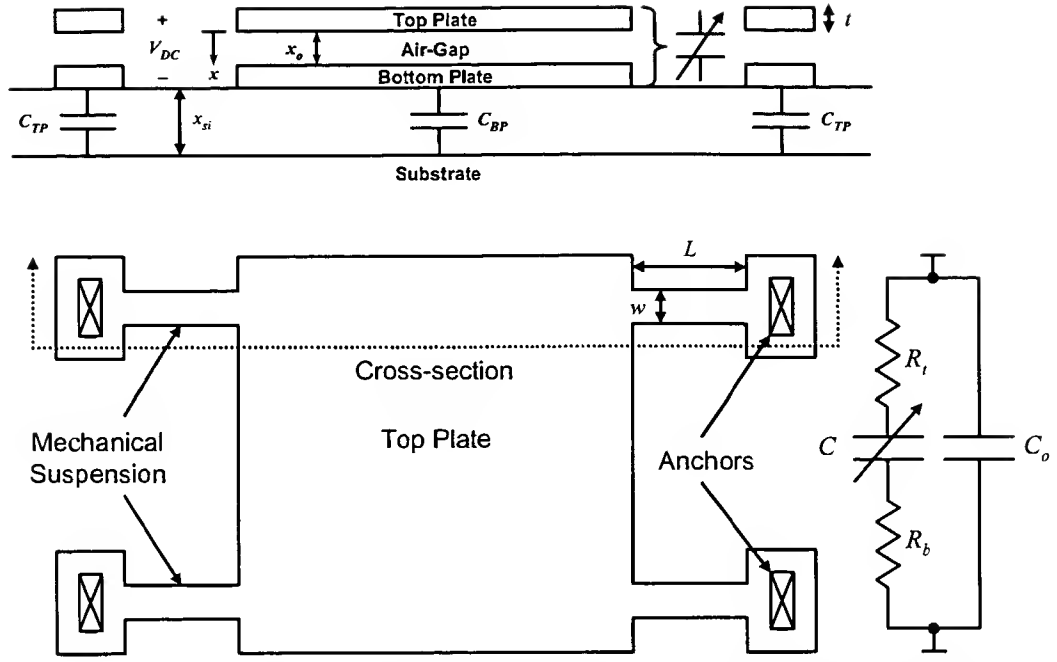 Top Plate
t
+
V_DC
x
x_o
Air-Gap
–
Bottom Plate
C_TP
x_si
C_BP
C_TP
Substrate
L
w
Cross-section
R_t
Mechanical
Suspension
Top Plate
Anchors
C
C_o
R_b